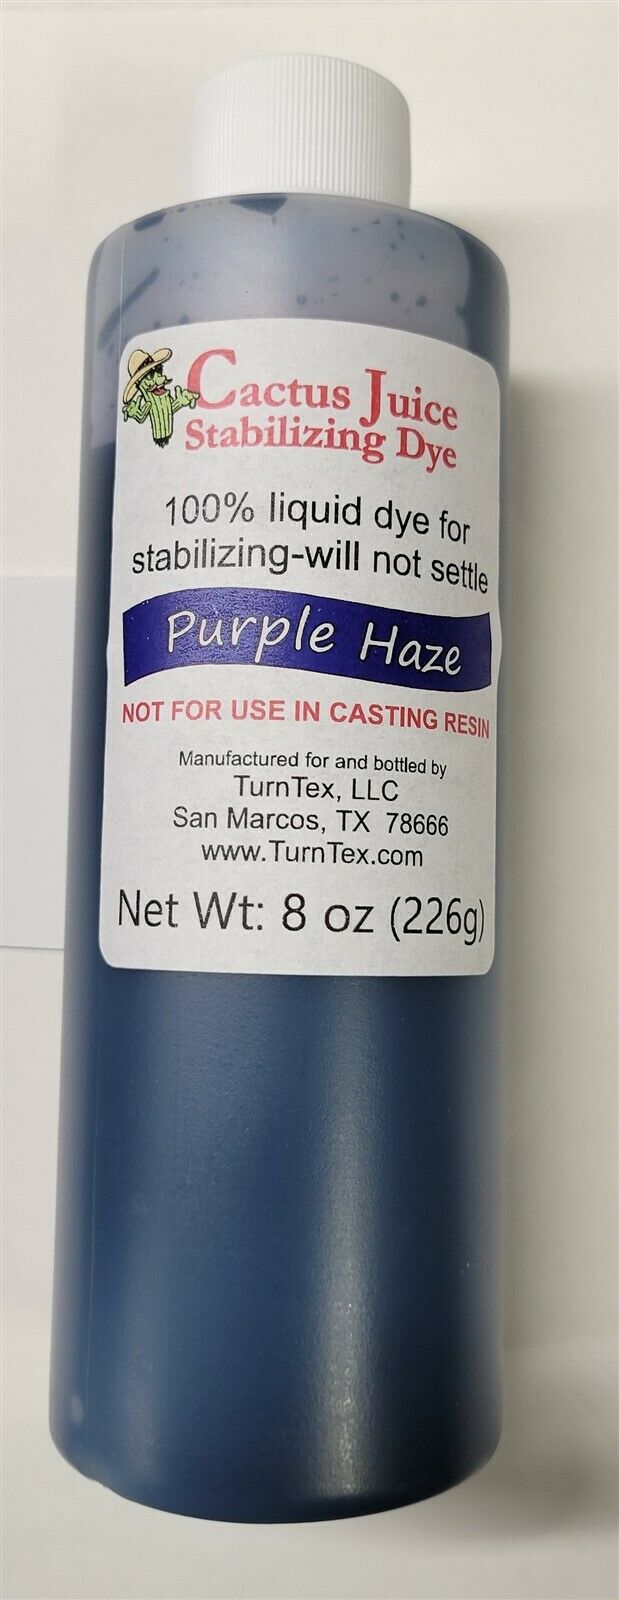 Cactus Juice
Stabilizing Dye
100% liquid dye for
stabilizing-will not settle
Purple Haze
NOT FOR USE IN CASTING RESIN
Manufactured for and bottled by
TurnTex, LLC
San Marcos, TX 78666
www.TurnTex.com
Net Wt: 8 oz (226g)